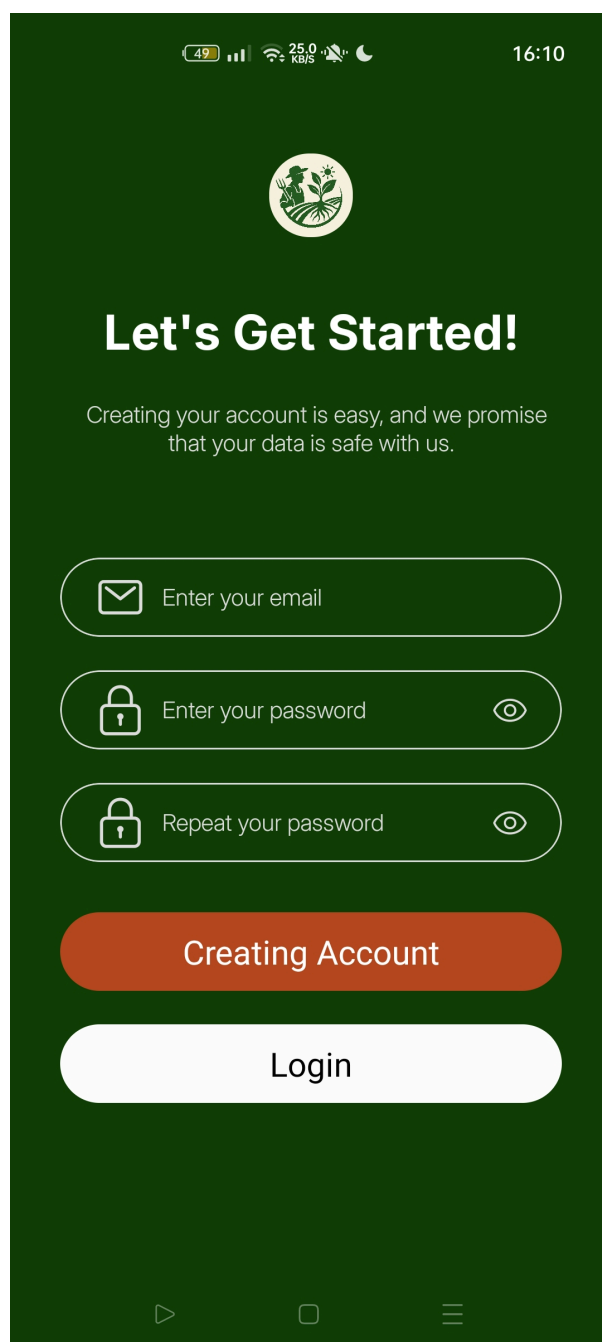 49 25.0 KB/S 16:10
Let's Get Started!
Creating your account is easy, and we promise
that your data is safe with us.
Enter your email
Enter your password
Repeat your password
Creating Account
Login